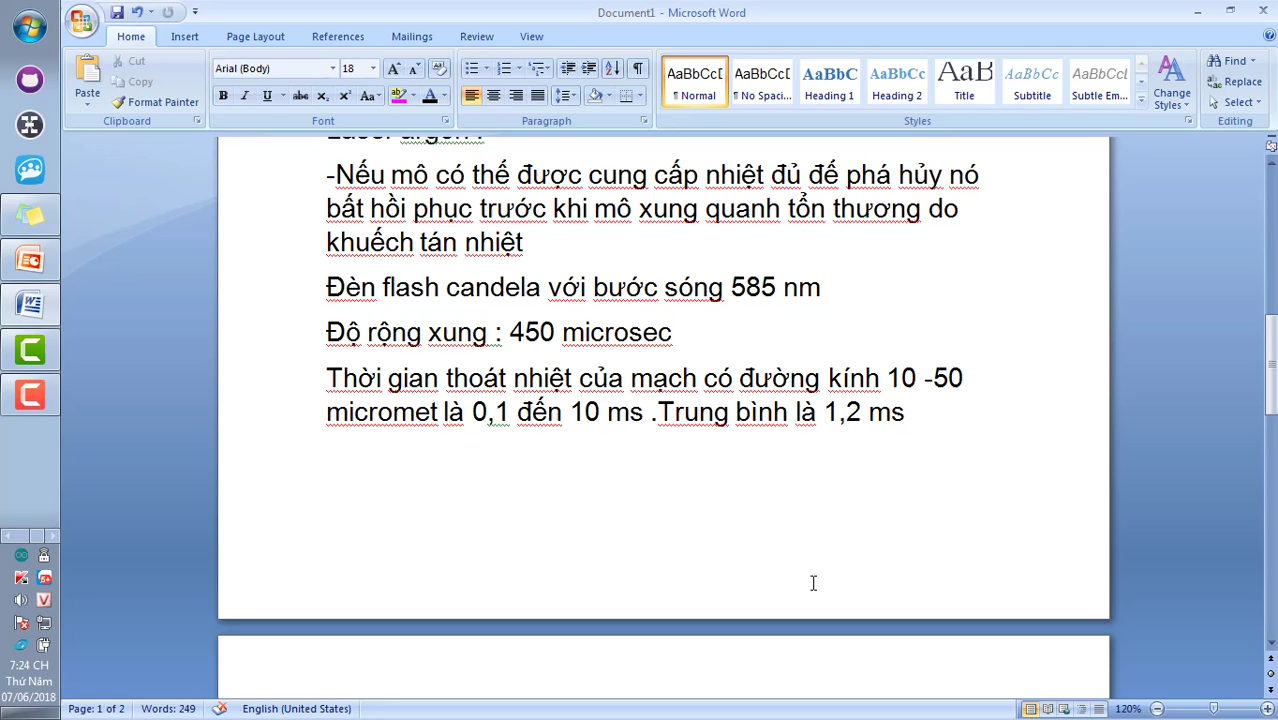 Document1 - Microsoft Word
Home Insert Page Layout References Mailings Review View
Paste
Cut
Copy
Format Painter
Clipboard
Arial (Body) 18
Font
Paragraph
AaBbCcD AaBbCcD AaBbC AaBbCc AaB AaBbCcL AaBbCcL
¶ Normal ¶ No Spaci... Heading 1 Heading 2 Title Subtitle Subtle Em...
Change Styles
Styles
Find
Replace
Select
Editing
-Nếu mô có thể được cung cấp nhiệt đủ để phá hủy nó
bất hồi phục trước khi mô xung quanh tổn thương do
khuếch tán nhiệt
Đèn flash candela với bước sóng 585 nm
Độ rộng xung : 450 microsec
Thời gian thoát nhiệt của mạch có đường kính 10 -50
micromet là 0,1 đến 10 ms .Trung bình là 1,2 ms
7:24 CH
Thứ Năm
07/06/2018
Page: 1 of 2 Words: 249 English (United States) 120%